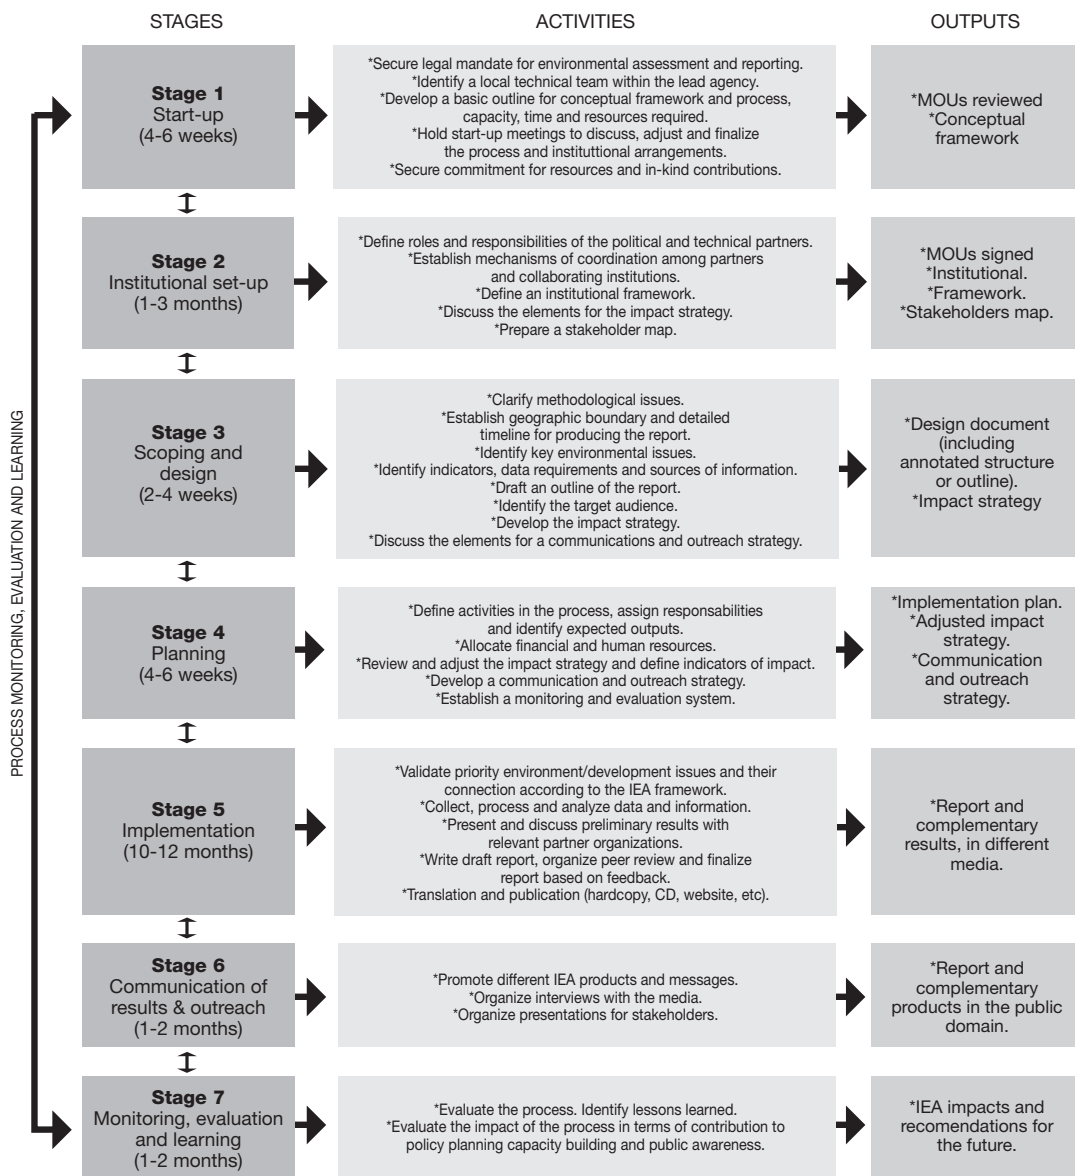 STAGES
ACTIVITIES
OUTPUTS
PROCESS MONITORING, EVALUATION AND LEARNING
Stage 1
Start-up
(4-6 weeks)
*Secure legal mandate for environmental assessment and reporting.
*Identify a local technical team within the lead agency.
*Develop a basic outline for conceptual framework and process,
capacity, time and resources required.
*Hold start-up meetings to discuss, adjust and finalize
the process and instituttional arrangements.
*Secure commitment for resources and in-kind contributions.
*MOUs reviewed
*Conceptual
framework
Stage 2
Institutional set-up
(1-3 months)
*Define roles and responsibilities of the political and technical partners.
*Establish mechanisms of coordination among partners
and collaborating institutions.
*Define an institutional framework.
*Discuss the elements for the impact strategy.
*Prepare a stakeholder map.
*MOUs signed
*Institutional.
*Framework.
*Stakeholders map.
Stage 3
Scoping and
design
(2-4 weeks)
*Clarify methodological issues.
*Establish geographic boundary and detailed
timeline for producing the report.
*Identify key environmental issues.
*Identify indicators, data requirements and sources of information.
*Draft an outline of the report.
*Identify the target audience.
*Develop the impact strategy.
*Discuss the elements for a communications and outreach strategy.
*Design document
(including
annotated structure
or outline).
*Impact strategy
Stage 4
Planning
(4-6 weeks)
*Define activities in the process, assign responsabilities
and identify expected outputs.
*Allocate financial and human resources.
*Review and adjust the impact strategy and define indicators of impact.
*Develop a communication and outreach strategy.
*Establish a monitoring and evaluation system.
*Implementation plan.
*Adjusted impact
strategy.
*Communication
and outreach
strategy.
Stage 5
Implementation
(10-12 months)
*Validate priority environment/development issues and their
connection according to the IEA framework.
*Collect, process and analyze data and information.
*Present and discuss preliminary results with
relevant partner organizations.
*Write draft report, organize peer review and finalize
report based on feedback.
*Translation and publication (hardcopy, CD, website, etc).
*Report and
complementary
results, in different
media.
Stage 6
Communication of
results & outreach
(1-2 months)
*Promote different IEA products and messages.
*Organize interviews with the media.
*Organize presentations for stakeholders.
*Report and
complementary
products in the public
domain.
Stage 7
Monitoring, evaluation
and learning
(1-2 months)
*Evaluate the process. Identify lessons learned.
*Evaluate the impact of the process in terms of contribution to
policy planning capacity building and public awareness.
*IEA impacts and
recomendations for
the future.